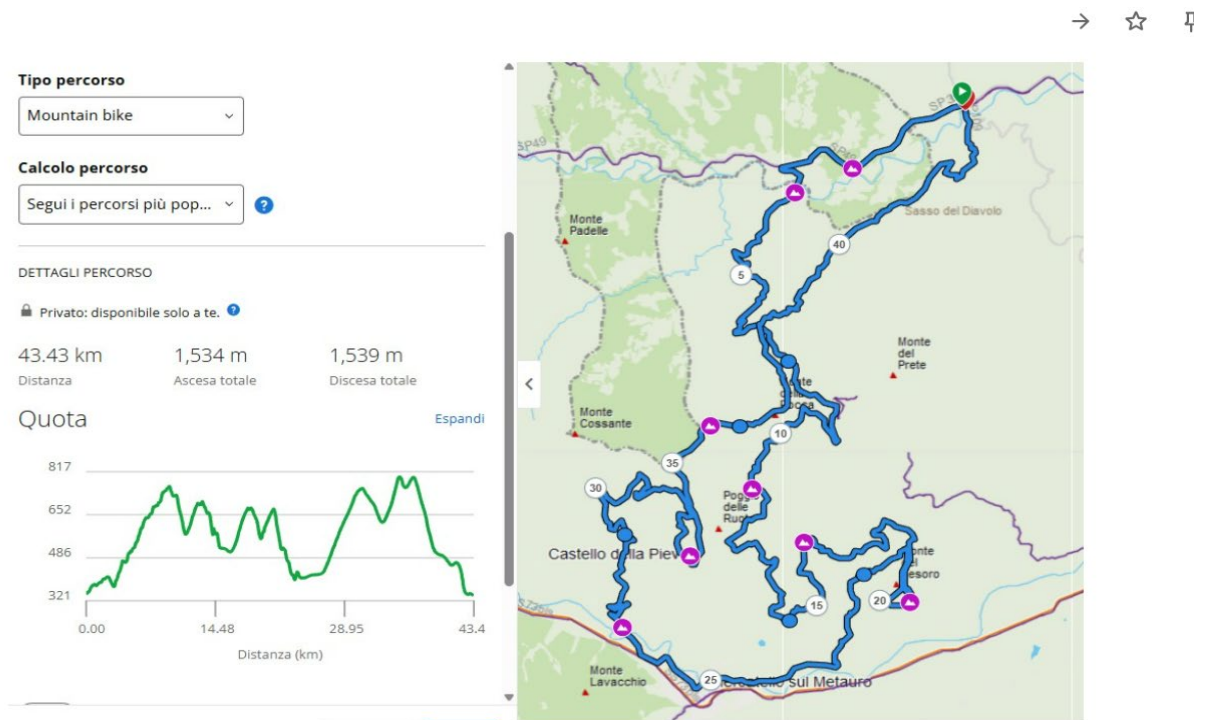 Tipo percorso
Mountain bike
Calcolo percorso
Segui i percorsi più pop...
?
DETTAGLI PERCORSO
Privato: disponibile solo a te. ?
43.43 km
1,534 m
1,539 m
Distanza
Ascesa totale
Discesa totale
Quota
Espandi
817
652
486
321
0.00
14.48
28.95
43.4
Distanza (km)
SP49
Monte
Padelle
Sasso del Diavolo
40
5
Monte
del
Prete
Monte
Cossante
10
35
30
Castello della Pieve
15
20
25
sul Metauro
Monte
Lavacchio